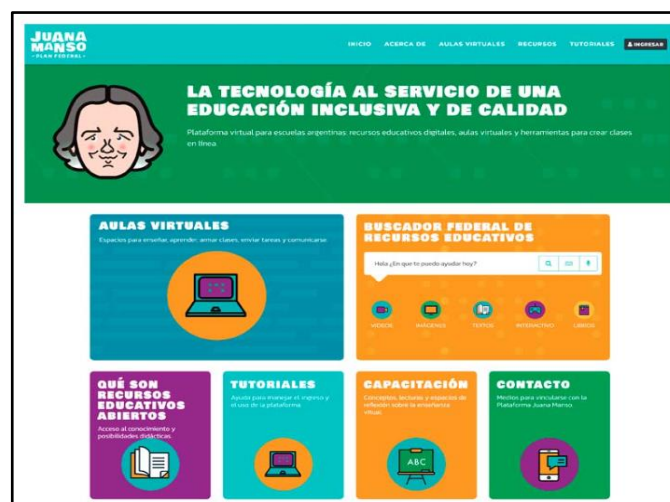 JUANA
MANSO
- PLAN FEDERAL -
INICIO ACERCA DE AULAS VIRTUALES RECURSOS TUTORIALES INGRESAR
LA TECNOLOGÍA AL SERVICIO DE UNA
EDUCACIÓN INCLUSIVA Y DE CALIDAD
Plataforma virtual para escuelas argentinas: recursos educativos digitales, aulas virtuales y herramientas para crear clases
en línea.
AULAS VIRTUALES
Espacios para enseñar, aprender, armar clases, enviar tareas y comunicarse.
BUSCADOR FEDERAL DE
RECURSOS EDUCATIVOS
Hola ¿En que te puedo ayudar hoy?
VIDEOS IMÁGENES TEXTOS INTERACTIVO LIBROS
QUÉ SON
RECURSOS
EDUCATIVOS
ABIERTOS
Acceso al conocimiento y
posibilidades didácticas.
TUTORIALES
Ayuda para manejar el ingreso y
el uso de la plataforma.
CAPACITACIÓN
Conceptos, lecturas y espacios de
reflexión sobre la enseñanza
virtual.
ABC
CONTACTO
Medios para vincularse con la
Plataforma Juana Manso.